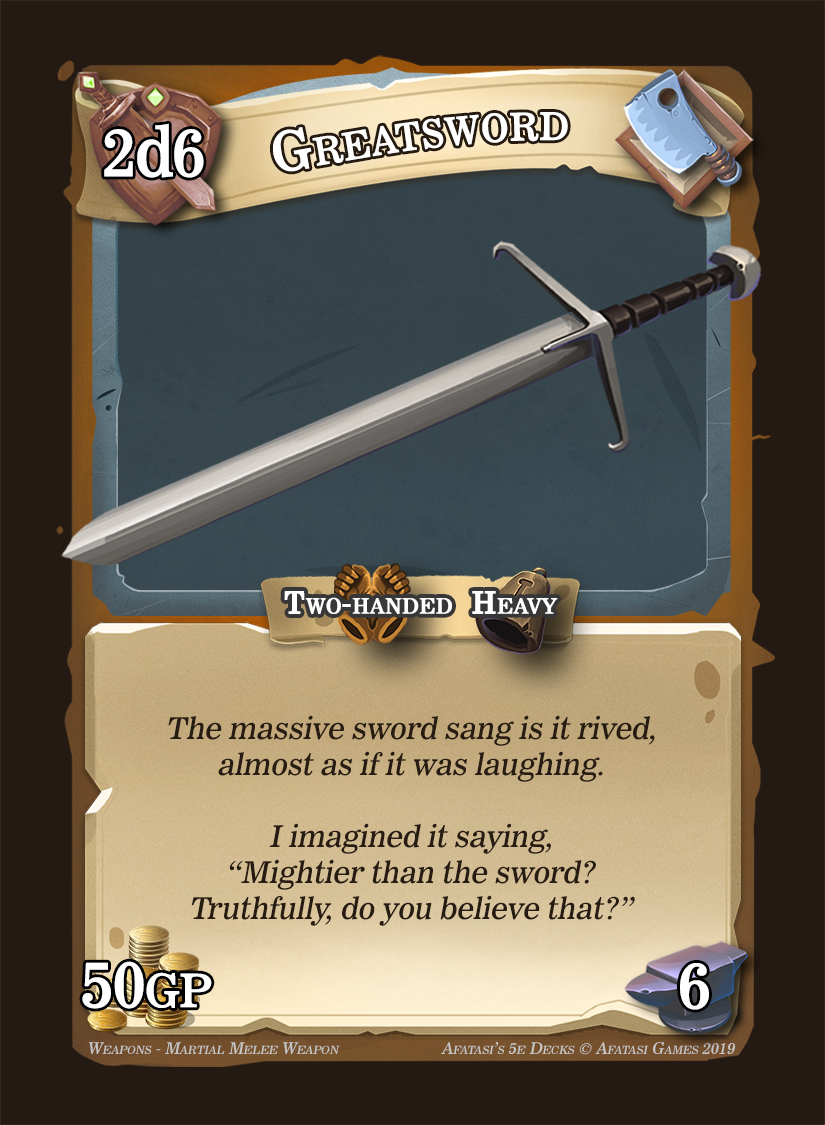 2d6
Greatsword
Two-handed Heavy
The massive sword sang is it rived,
almost as if it was laughing.
I imagined it saying,
“Mightier than the sword?
Truthfully, do you believe that?”
50GP
6
Weapons - Martial Melee Weapon
Afatasi's 5e Decks © Afatasi Games 2019